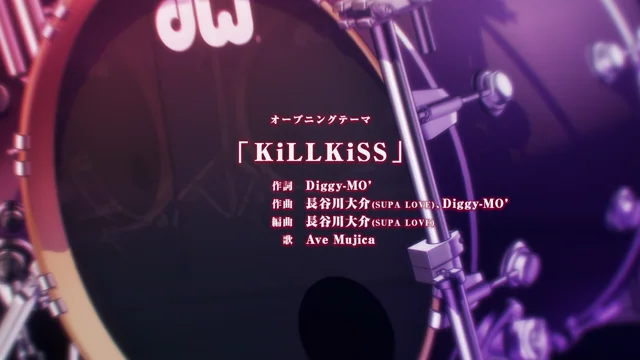 dw
オープニングテーマ
「KiLLKiSS」
作詞 Diggy-MO’
作曲 長谷川大介(SUPA LOVE)、Diggy-MO’
編曲 長谷川大介(SUPA LOVE)
歌 Ave Mujica